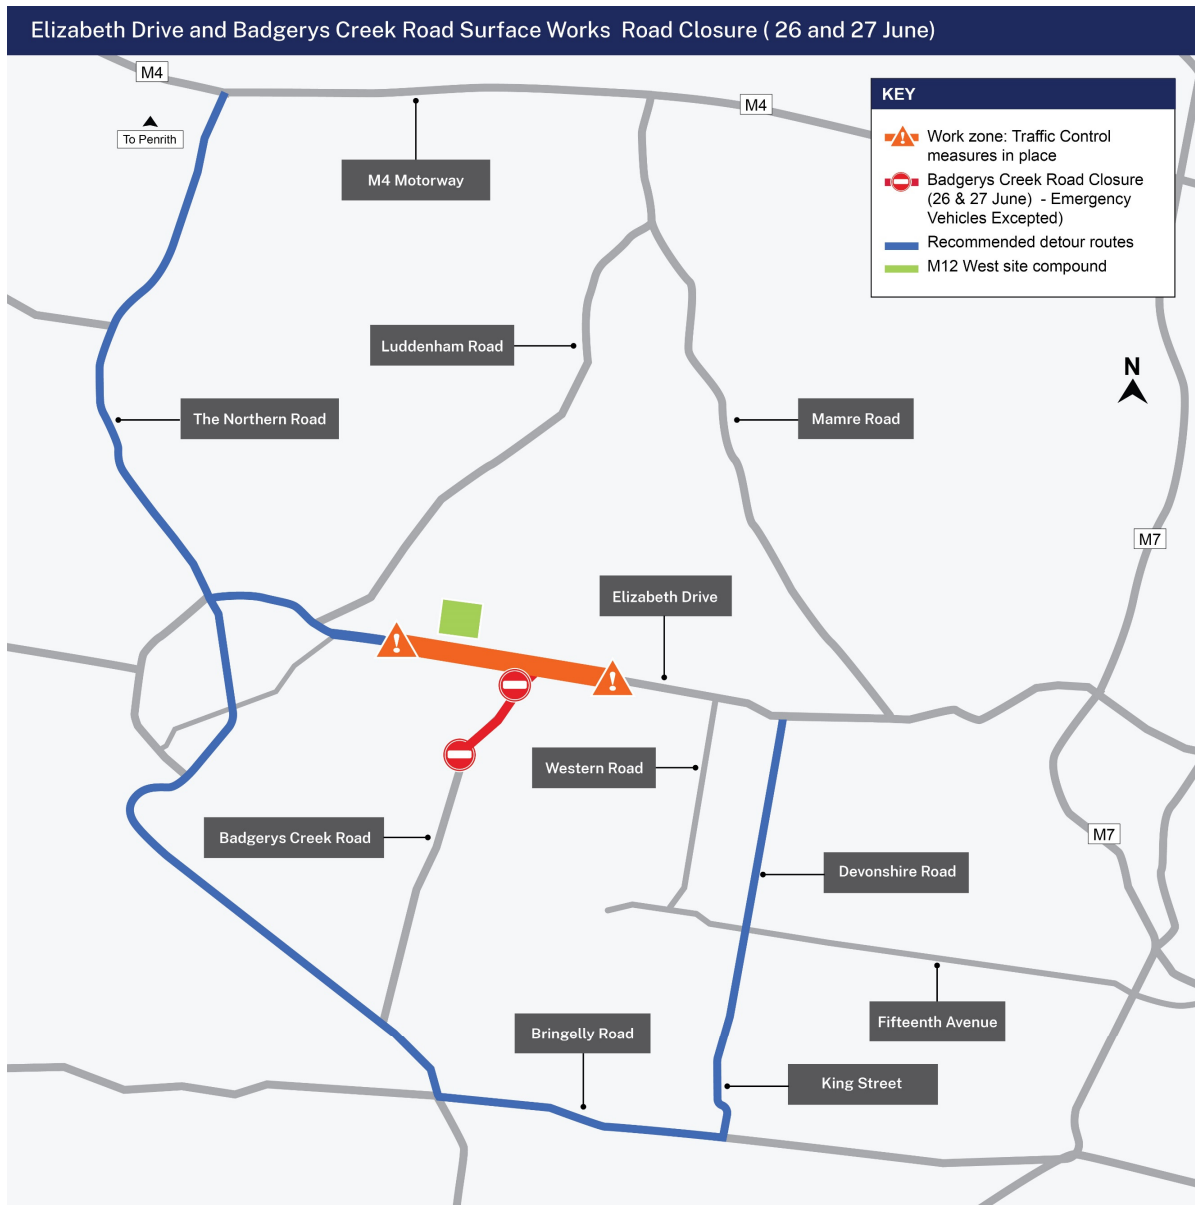 Elizabeth Drive and Badgerys Creek Road Surface Works  Road Closure ( 26 and 27 June)
M4
To Penrith
M4
M4 Motorway
KEY
Work zone: Traffic Control
measures in place
Badgerys Creek Road Closure
(26 & 27 June)  - Emergency
Vehicles Excepted)
Recommended detour routes
M12 West site compound
Luddenham Road
N
The Northern Road
Mamre Road
M7
Elizabeth Drive
Western Road
Badgerys Creek Road
M7
Devonshire Road
Fifteenth Avenue
Bringelly Road
King Street